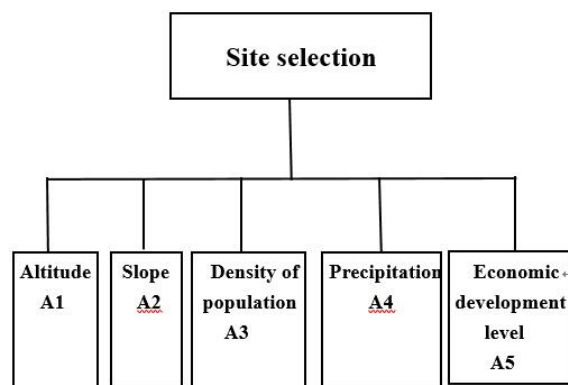 Site selection
Altitude
A1
Slope
A2
Density of
population
A3
Precipitation
A4
Economic
development
level
A5